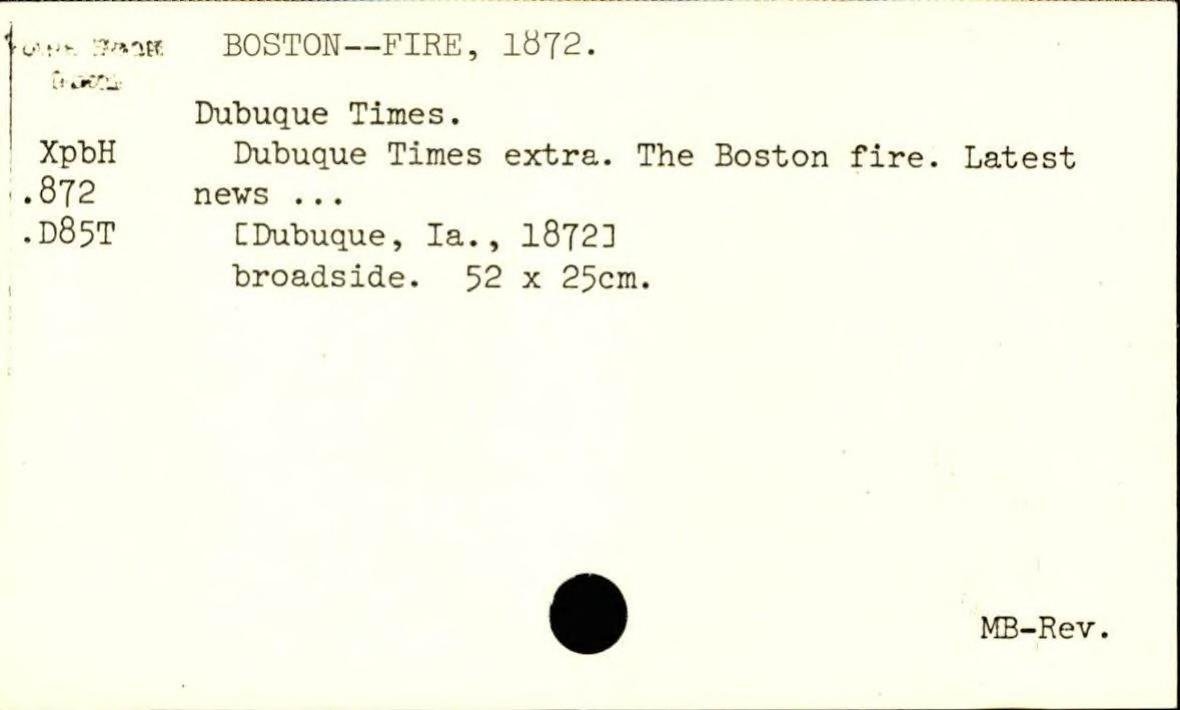 BOSTON--FIRE, 1872.
Dubuque Times.
XpbH Dubuque Times extra. The Boston fire. Latest
.872 news ...
.D85T [Dubuque, Ia., 1872]
broadside. 52 x 25cm.
MB-Rev.